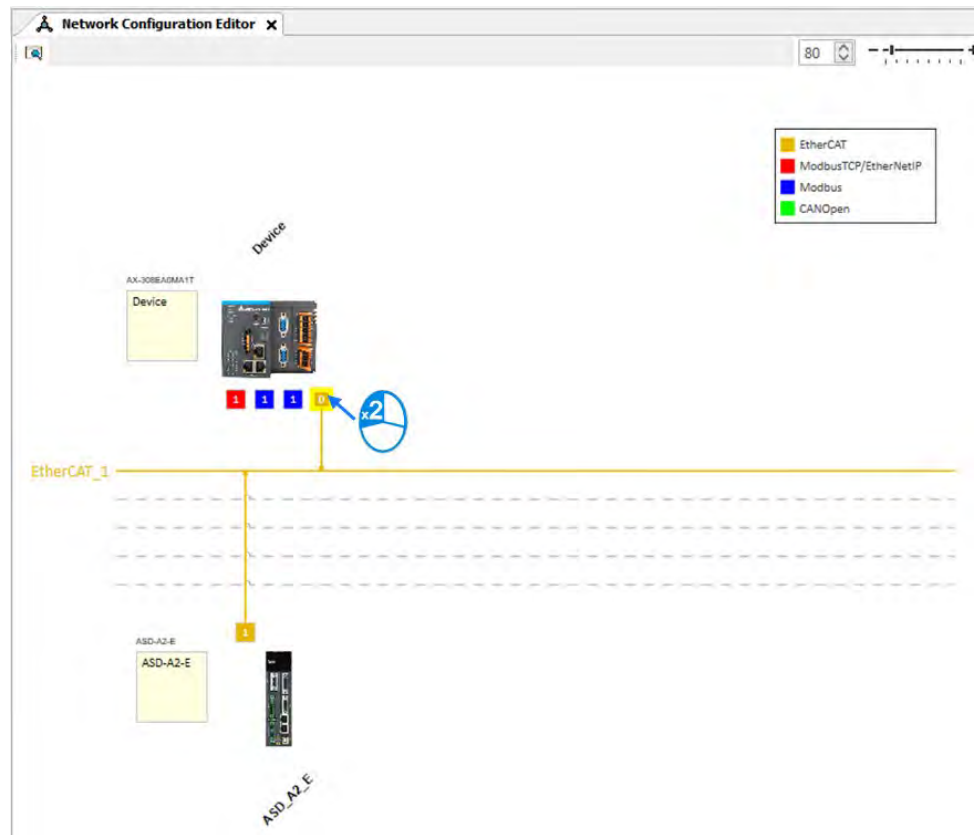 Network Configuration Editor
80
EtherCAT
ModbusTCP/EtherNetIP
Modbus
CANOpen
Device
AX-308EA0MA1T
Device
1 1 1 0
x2
EtherCAT_1
1
ASD-A2-E
ASD-A2-E
ASD_A2_E